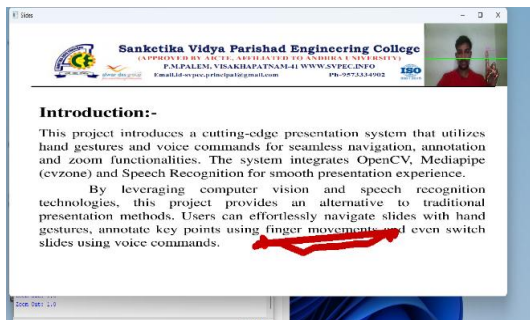 Slides
Sanketika Vidya Parishad Engineering College
(APPROVED BY AICTE, AFFILIATED TO ANDHRA UNIVERSITY)
P.M.PALEM, VISAKHAPATNAM-41 WWW.SVPEC.INFO
Email.id-svpec.principal@gmail.com Ph-9573334902
ISO
Introduction:-
This project introduces a cutting-edge presentation system that utilizes
hand gestures and voice commands for seamless navigation, annotation
and zoom functionalities. The system integrates OpenCV, Mediapipe
(cvzone) and Speech Recognition for smooth presentation experience.
By leveraging computer vision and speech recognition
technologies, this project provides an alternative to traditional
presentation methods. Users can effortlessly navigate slides with hand
gestures, annotate key points using finger movements and even switch
slides using voice commands.
Zoom Out: 1.0